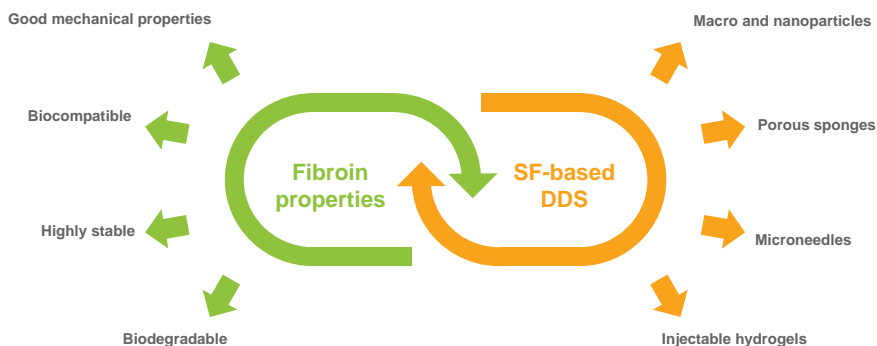 Good mechanical properties
Biocompatible
Highly stable
Biodegradable
Fibroin
properties
SF-based
DDS
Macro and nanoparticles
Porous sponges
Microneedles
Injectable hydrogels